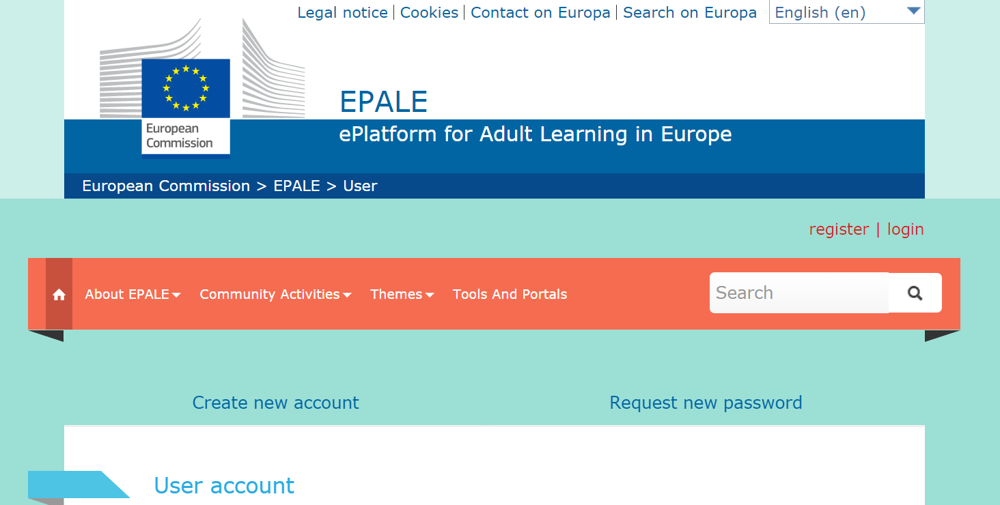 Legal notice | Cookies | Contact on Europa | Search on Europa English (en)
European
Commission
EPALE
ePlatform for Adult Learning in Europe
European Commission > EPALE > User
register | login
About EPALE Community Activities Themes Tools And Portals Search
Create new account Request new password
User account